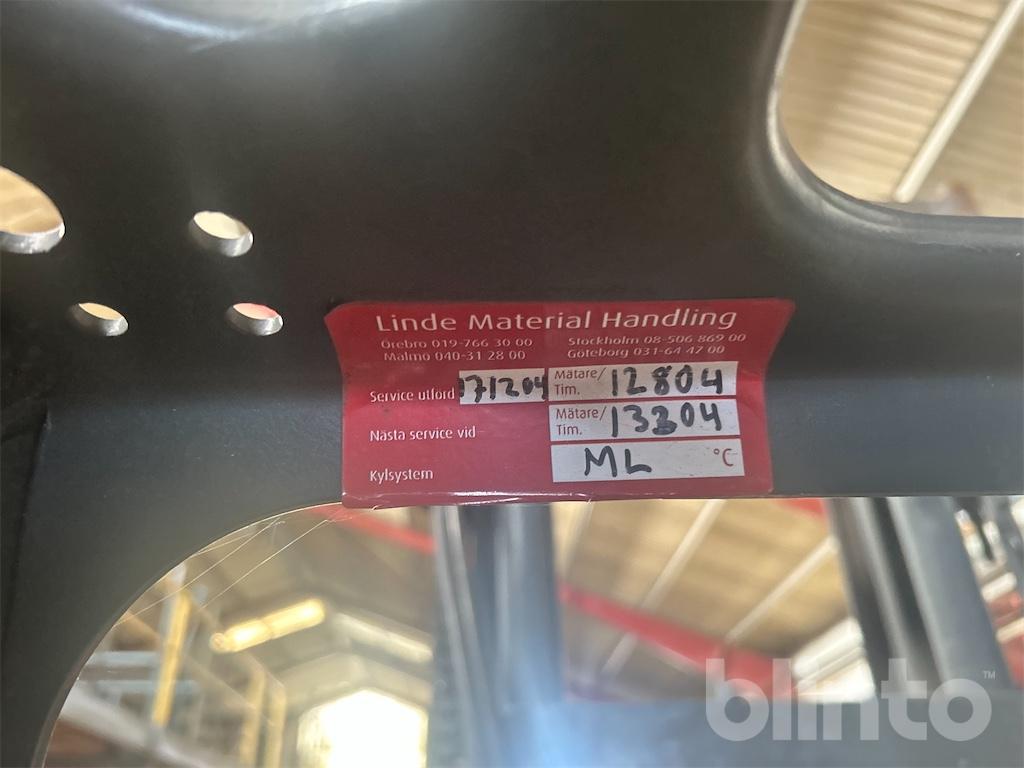 Linde Material Handling
Örebro 019-766 30 00 Stockholm 08-506 869 00
Malmö 040-31 28 00 Göteborg 031-64 47 00
Service utförd 171204 Mätare/Tim. 12804
Nästa service vid Mätare/Tim. 13304
Kylsystem ML °C
blinto™